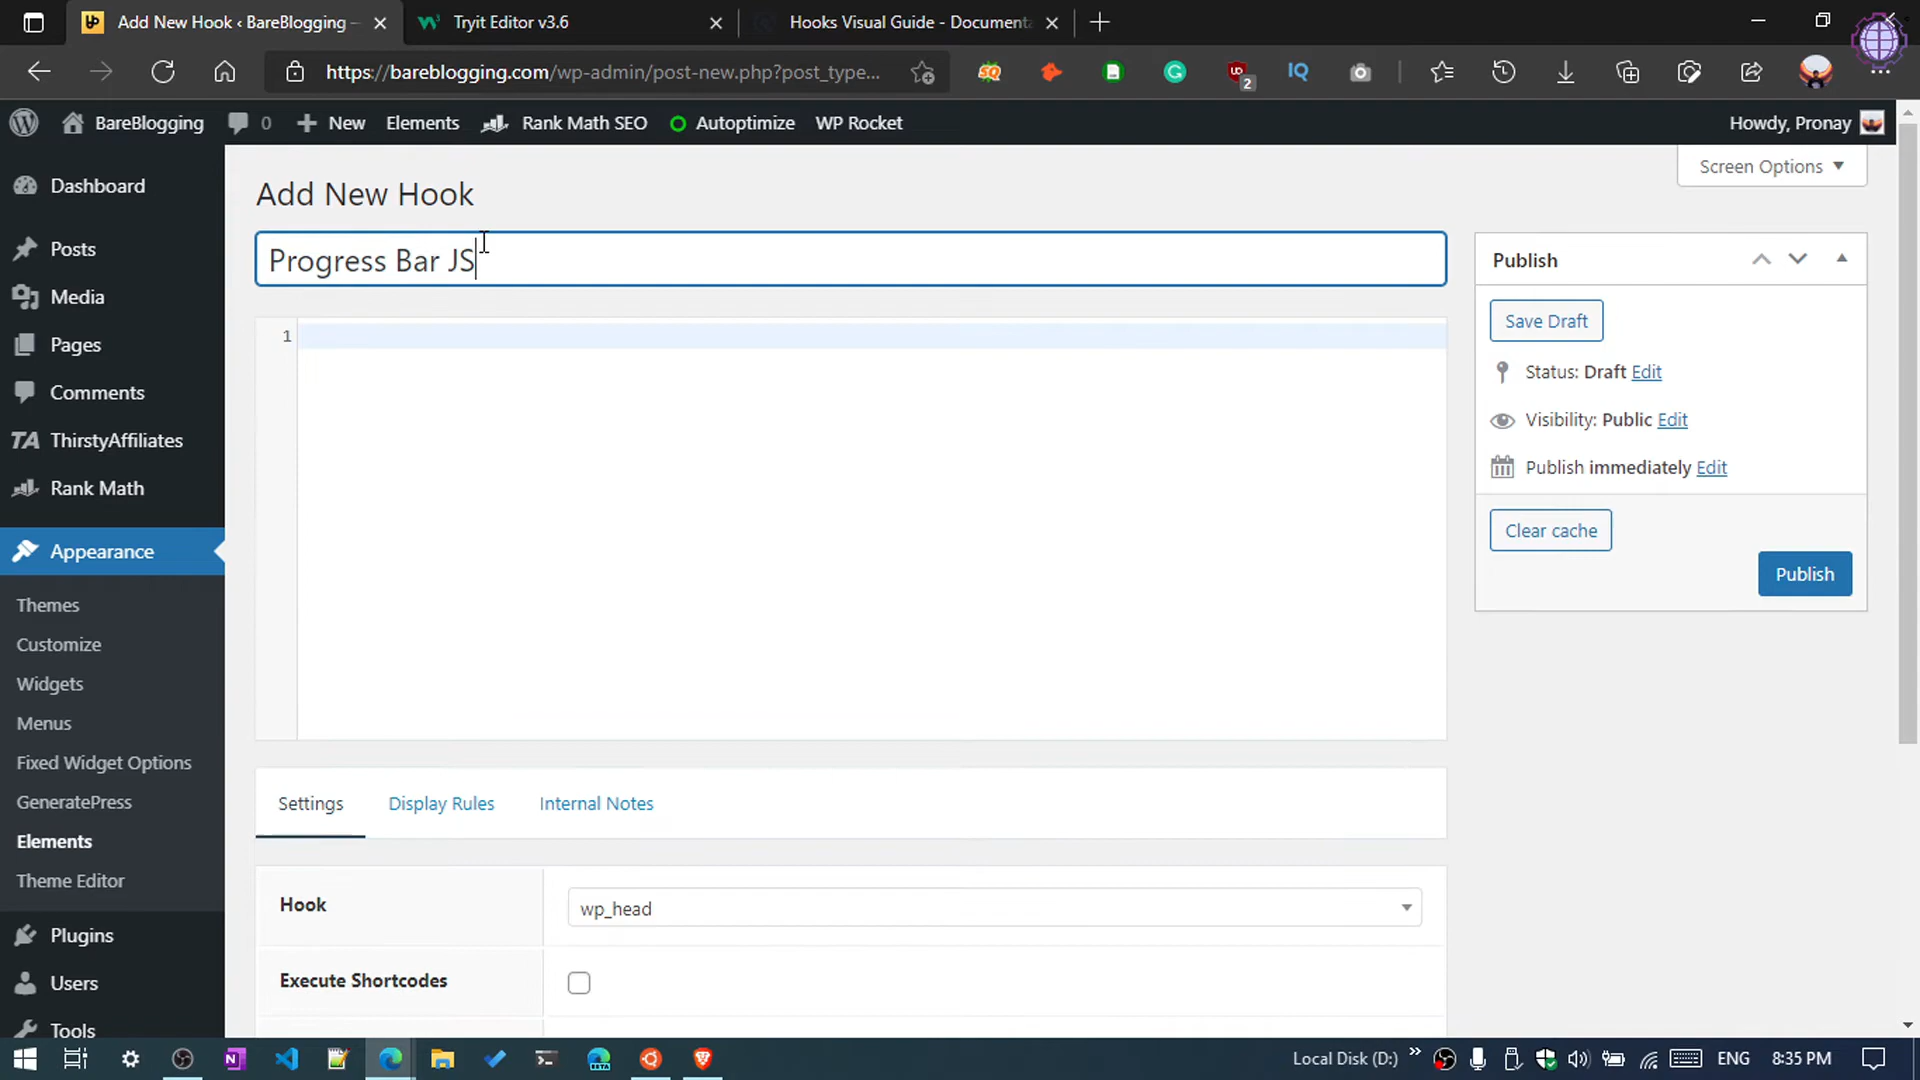 Add New Hook ‹ BareBlogging —
Tryit Editor v3.6
Hooks Visual Guide - Documenta
https://bareblogging.com/wp-admin/post-new.php?post_type...
2
IQ
BareBlogging
0
New
Elements
Rank Math SEO
Autoptimize
WP Rocket
Howdy, Pronay
Screen Options
Dashboard
Posts
Media
Pages
Comments
TA ThirstyAffiliates
Rank Math
Appearance
Themes
Customize
Widgets
Menus
Fixed Widget Options
GeneratePress
Elements
Theme Editor
Plugins
Users
Tools
Add New Hook
Progress Bar JS
1
Settings
Display Rules
Internal Notes
Hook
wp_head
Execute Shortcodes
Publish
Save Draft
Status: Draft Edit
Visibility: Public Edit
Publish immediately Edit
Clear cache
Publish
Local Disk (D:)
ENG
8:35 PM